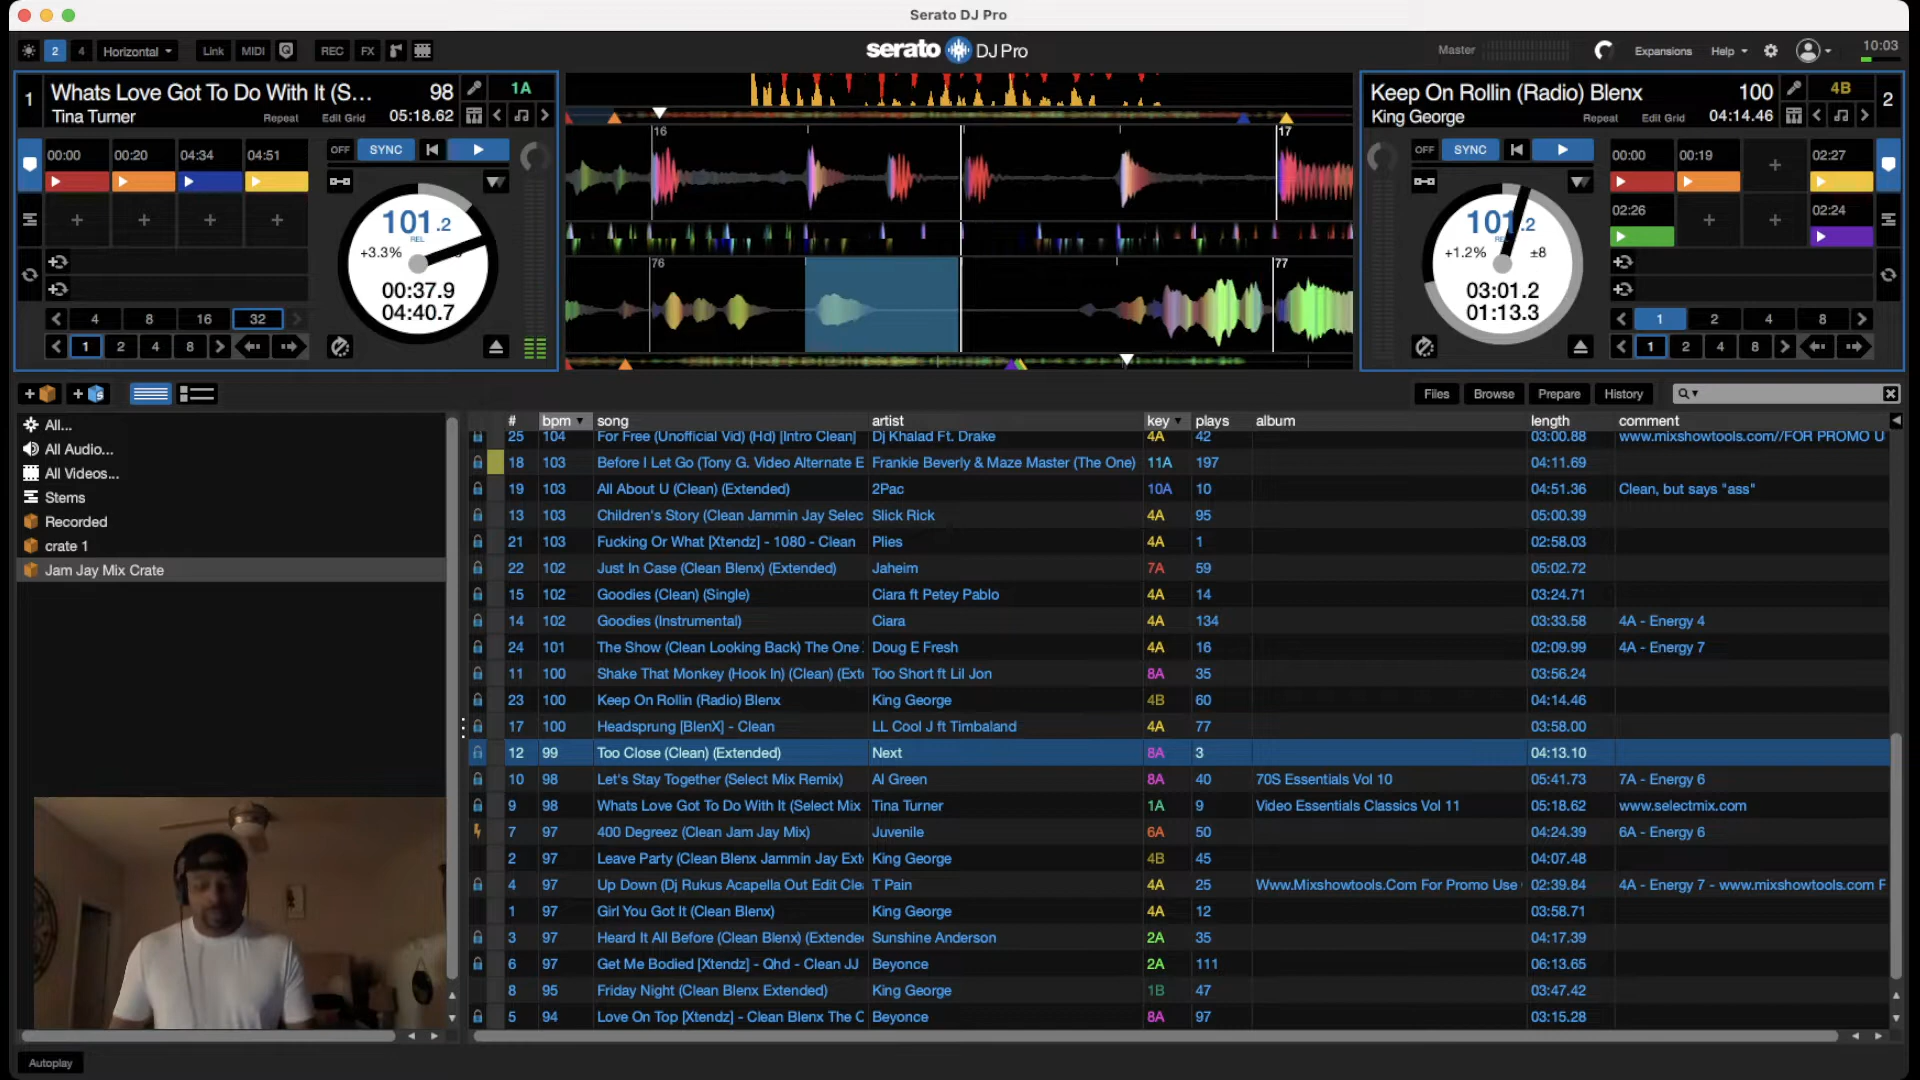 Serato DJ Pro
2 4 Horizontal Link MIDI REC FX serato DJ Pro Master Expansions Help 10:03
1 Whats Love Got To Do With It (S... 98 1A
Tina Turner Repeat Edit Grid 05:18.62
00:00 00:20 04:34 04:51 OFF SYNC
101.2
REL
+3.3%
00:37.9
04:40.7
4 8 16 32
1 2 4 8
16 17
76 77
Keep On Rollin (Radio) Blenx 100 4B 2
King George Repeat Edit Grid 04:14.46
OFF SYNC 00:00 00:19 02:27
02:26 02:24
101.2
+1.2% ±8
03:01.2
01:13.3
1 2 4 8
1 2 4 8
Files Browse Prepare History
All...
All Audio...
All Videos...
Stems
Recorded
crate 1
Jam Jay Mix Crate
# bpm song artist key plays album length comment
25 104 For Free (Unofficial Vid) (Hd) [Intro Clean] Dj Khalad Ft. Drake 4A 42 03:00.88 www.mixshowtools.com//FOR PROMO U
18 103 Before I Let Go (Tony G. Video Alternate E Frankie Beverly & Maze Master (The One) 11A 197 04:11.69
19 103 All About U (Clean) (Extended) 2Pac 10A 10 04:51.36 Clean, but says "ass"
13 103 Children's Story (Clean Jammin Jay Selec Slick Rick 4A 95 05:00.39
21 103 Fucking Or What [Xtendz] - 1080 - Clean Plies 4A 1 02:58.03
22 102 Just In Case (Clean Blenx) (Extended) Jaheim 7A 59 05:02.72
15 102 Goodies (Clean) (Single) Ciara ft Petey Pablo 4A 14 03:24.71
14 102 Goodies (Instrumental) Ciara 4A 134 03:33.58 4A - Energy 4
24 101 The Show (Clean Looking Back) The One Doug E Fresh 4A 16 02:09.99 4A - Energy 7
11 100 Shake That Monkey (Hook In) (Clean) (Ext Too Short ft Lil Jon 8A 35 03:56.24
23 100 Keep On Rollin (Radio) Blenx King George 4B 60 04:14.46
17 100 Headsprung [BlenX] - Clean LL Cool J ft Timbaland 4A 77 03:58.00
12 99 Too Close (Clean) (Extended) Next 8A 3 04:13.10
10 98 Let's Stay Together (Select Mix Remix) Al Green 8A 40 70S Essentials Vol 10 05:41.73 7A - Energy 6
9 98 Whats Love Got To Do With It (Select Mix Tina Turner 1A 9 Video Essentials Classics Vol 11 05:18.62 www.selectmix.com
7 97 400 Degreez (Clean Jam Jay Mix) Juvenile 6A 50 04:24.39 6A - Energy 6
2 97 Leave Party (Clean Blenx Jammin Jay Ext King George 4B 45 04:07.48
4 97 Up Down (Dj Rukus Acapella Out Edit Cle T Pain 4A 25 Www.Mixshowtools.Com For Promo Use 02:39.84 4A - Energy 7 - www.mixshowtools.com F
1 97 Girl You Got It (Clean Blenx) King George 4A 12 03:58.71
3 97 Heard It All Before (Clean Blenx) (Extende Sunshine Anderson 2A 35 04:17.39
6 97 Get Me Bodied [Xtendz] - Qhd - Clean JJ Beyonce 2A 111 06:13.65
8 95 Friday Night (Clean Blenx Extended) King George 1B 47 03:47.42
5 94 Love On Top [Xtendz] - Clean Blenx The C Beyonce 8A 97 03:15.28
Autoplay